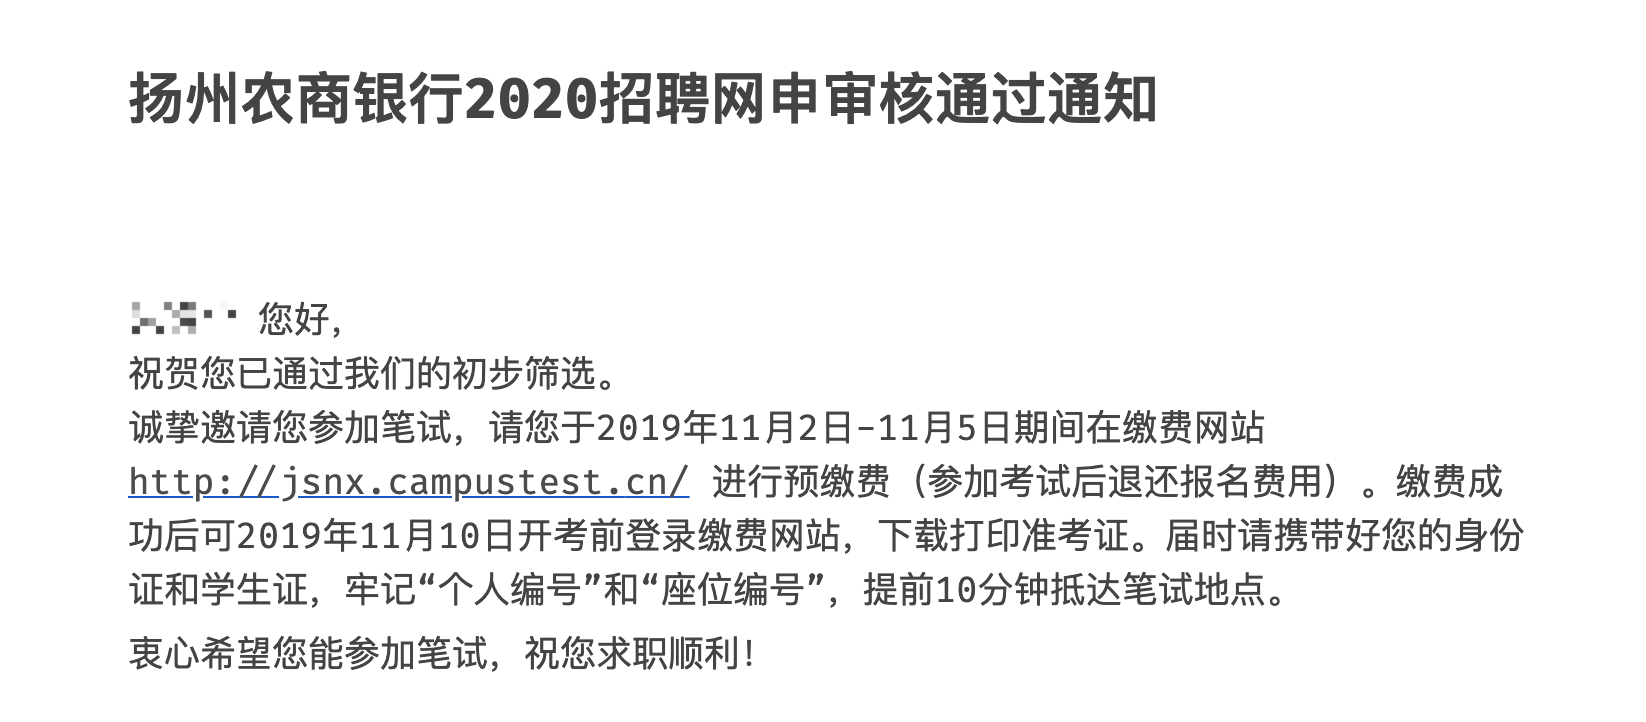 扬州农商银行2020招聘网申审核通过通知
您好，
祝贺您已通过我们的初步筛选。
诚挚邀请您参加笔试，请您于2019年11月2日-11月5日期间在缴费网站
http://jsnx.campustest.cn/ 进行预缴费（参加考试后退还报名费用）。缴费成
功后可2019年11月10日开考前登录缴费网站，下载打印准考证。届时请携带好您的身份
证和学生证，牢记“个人编号”和“座位编号”，提前10分钟抵达笔试地点。
衷心希望您能参加笔试，祝您求职顺利！